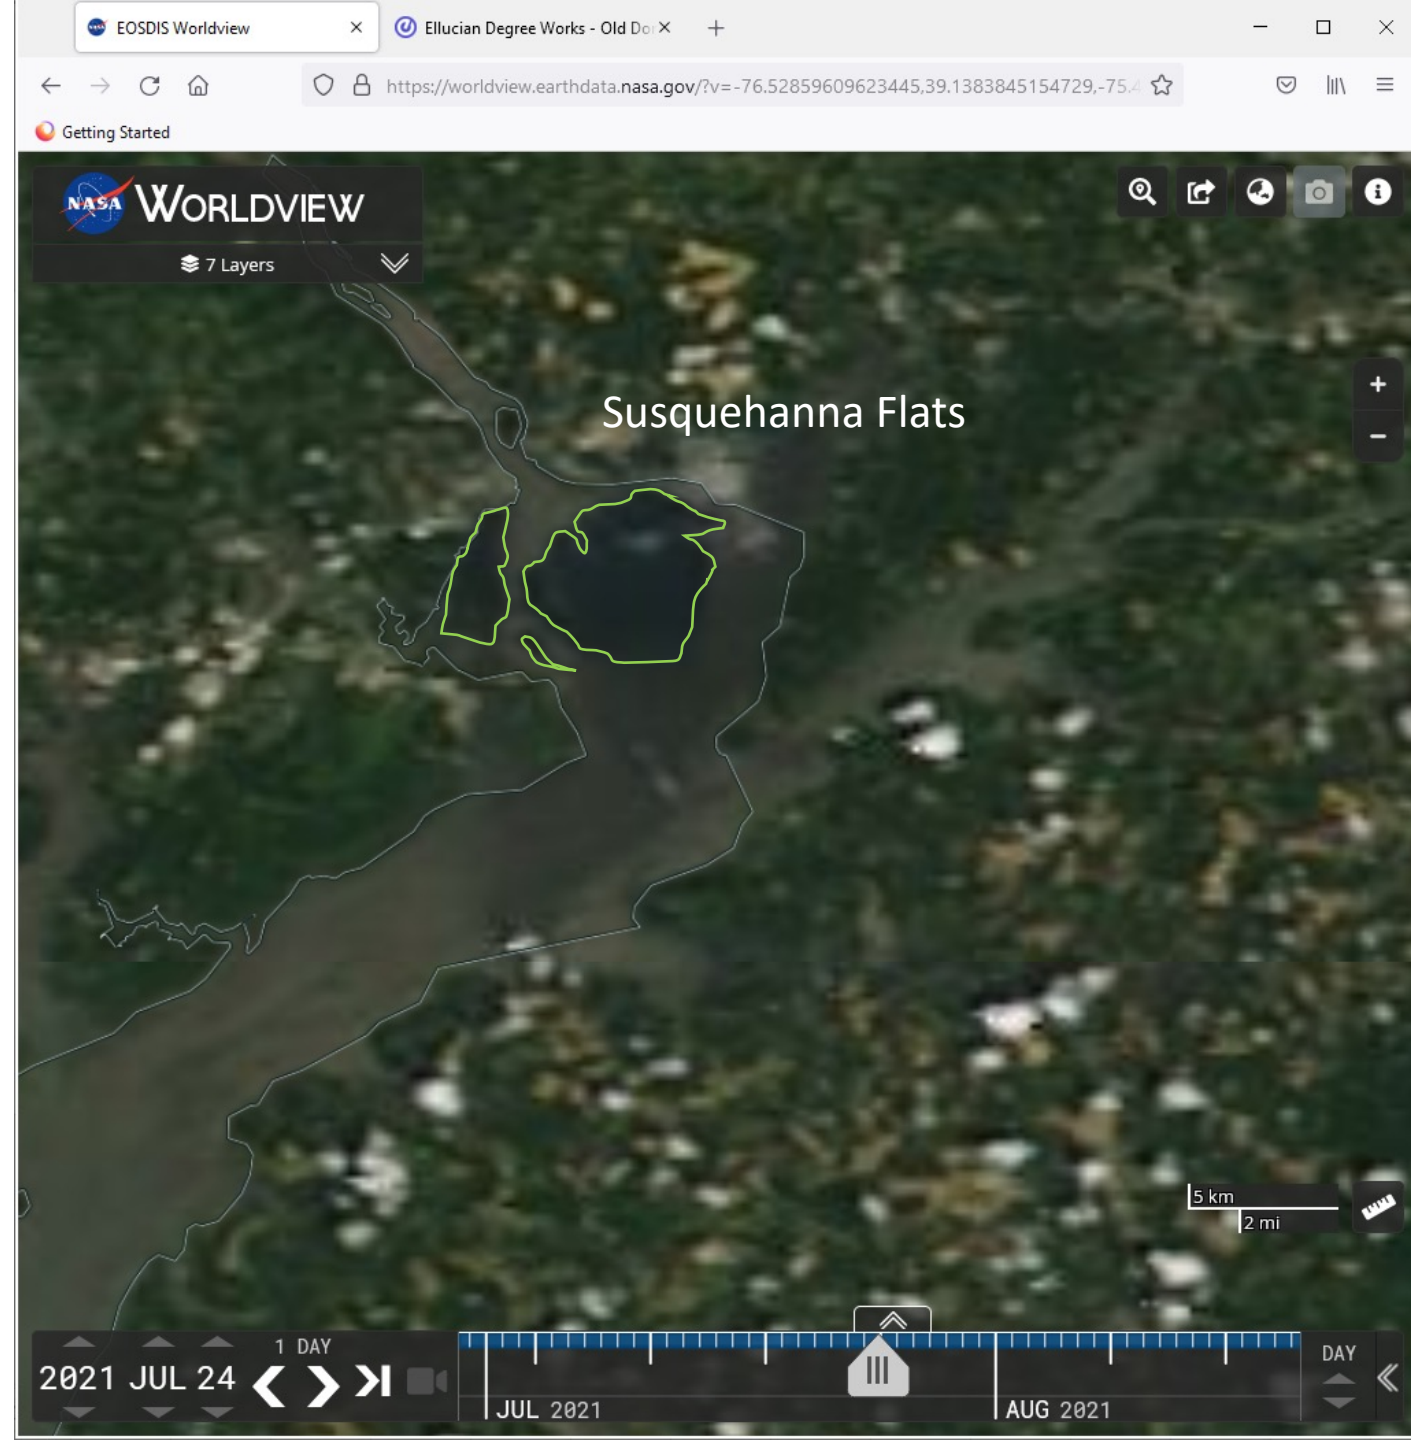 EOSDIS Worldview
Ellucian Degree Works - Old Do
https://worldview.earthdata.nasa.gov/?v=-76.52859609623445,39.1383845154729,-75.4
Getting Started
NASA WORLDVIEW
7 Layers
Susquehanna Flats
+
-
5 km
2 mi
1 DAY
2021 JUL 24
DAY
JUL 2021
AUG 2021